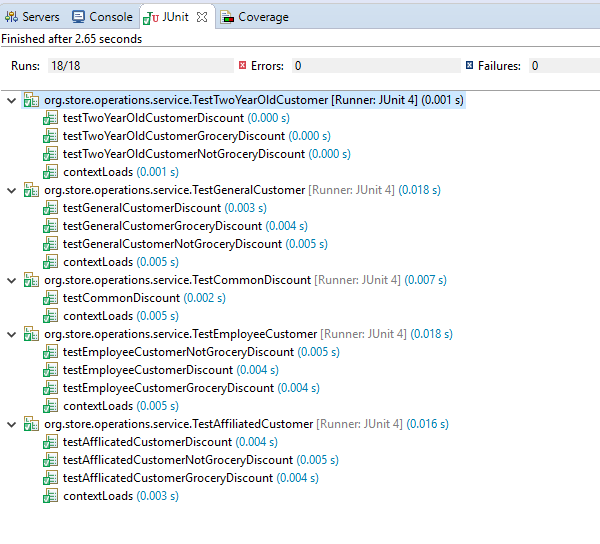 Servers Console JUnit Coverage
Finished after 2.65 seconds
Runs: 18/18 Errors: 0 Failures: 0
org.store.operations.service.TestTwoYearOldCustomer [Runner: JUnit 4] (0.001 s)
testTwoYearOldCustomerDiscount (0.000 s)
testTwoYearOldCustomerGroceryDiscount (0.000 s)
testTwoYearOldCustomerNotGroceryDiscount (0.000 s)
contextLoads (0.001 s)
org.store.operations.service.TestGeneralCustomer [Runner: JUnit 4] (0.018 s)
testGeneralCustomerDiscount (0.003 s)
testGeneralCustomerGroceryDiscount (0.004 s)
testGeneralCustomerNotGroceryDiscount (0.005 s)
contextLoads (0.005 s)
org.store.operations.service.TestCommonDiscount [Runner: JUnit 4] (0.007 s)
testCommonDiscount (0.002 s)
contextLoads (0.005 s)
org.store.operations.service.TestEmployeeCustomer [Runner: JUnit 4] (0.018 s)
testEmployeeCustomerNotGroceryDiscount (0.005 s)
testEmployeeCustomerDiscount (0.004 s)
testEmployeeCustomerGroceryDiscount (0.004 s)
contextLoads (0.005 s)
org.store.operations.service.TestAffiliatedCustomer [Runner: JUnit 4] (0.016 s)
testAfflicatedCustomerDiscount (0.004 s)
testAfflicatedCustomerNotGroceryDiscount (0.005 s)
testAfflicatedCustomerGroceryDiscount (0.004 s)
contextLoads (0.003 s)